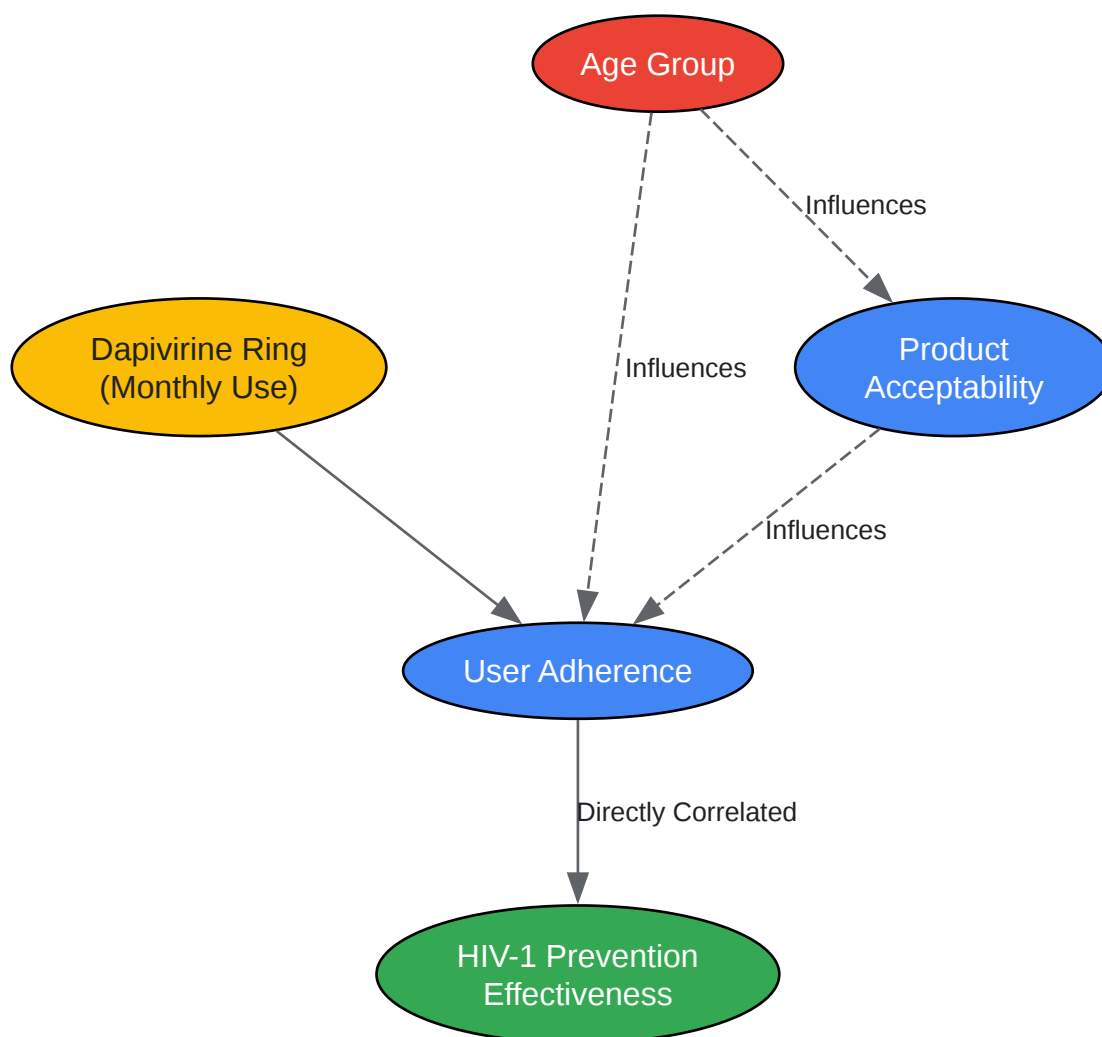 Age Group
Influences
Dapivirine Ring
(Monthly Use)
Influences
Product
Acceptability
Influences
User Adherence
Directly Correlated
HIV-1 Prevention
Effectiveness